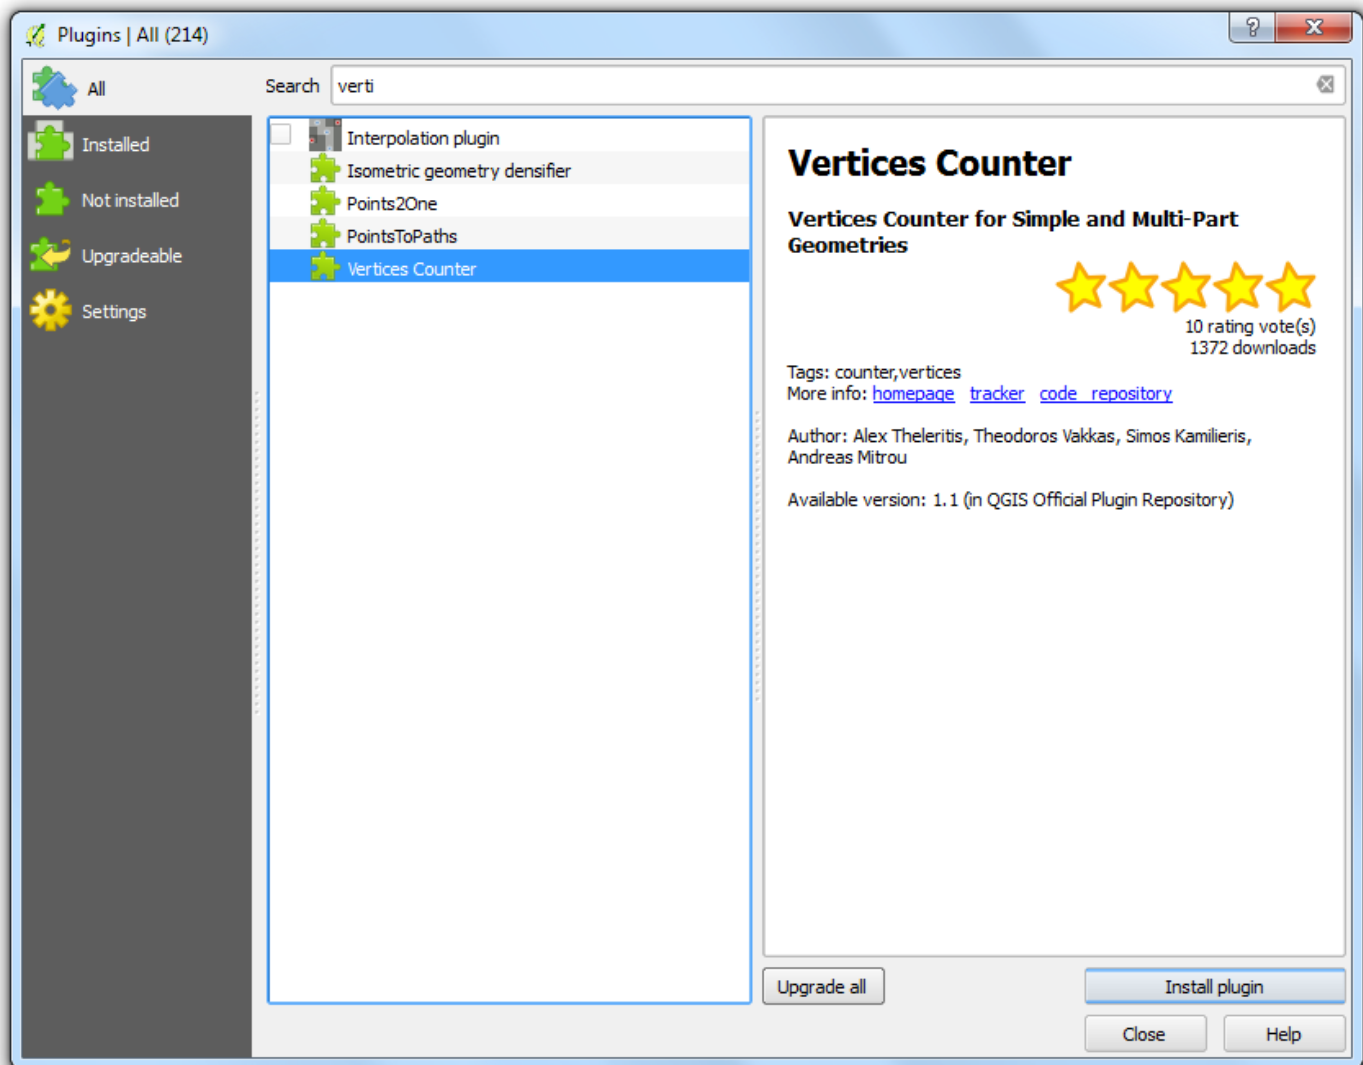 Plugins | All (214)
All
Search verti
Installed
Not installed
Upgradeable
Settings
Interpolation plugin
Isometric geometry densifier
Points2One
PointsToPaths
Vertices Counter
Vertices Counter
Vertices Counter for Simple and Multi-Part
Geometries
10 rating vote(s)
1372 downloads
Tags: counter,vertices
More info: homepage tracker code repository
Author: Alex Theleritis, Theodoros Vakkas, Simos Kamilieris,
Andreas Mitrou
Available version: 1.1 (in QGIS Official Plugin Repository)
Upgrade all
Install plugin
Close
Help